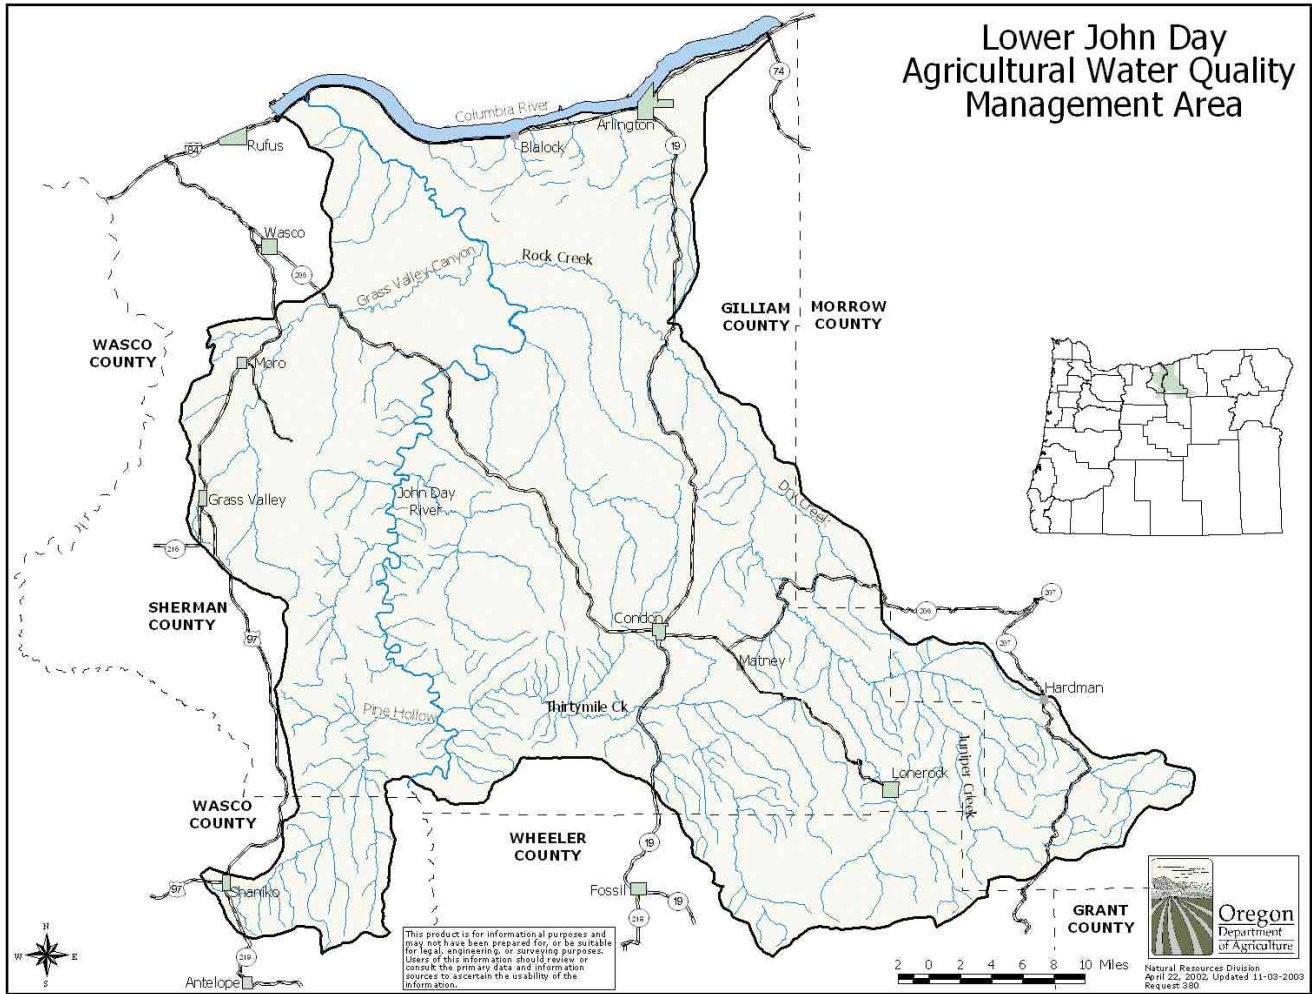 Lower John Day
Agricultural Water Quality
Management Area
74
Columbia River
Arlington
Blalock
84
Rufus
19
Wasco
206
Grass Valley Canyon
Rock Creek
GILLIAM
COUNTY
MORROW
COUNTY
WASCO
COUNTY
Moro
Dry Creek
John Day
River
Grass Valley
216
SHERMAN
COUNTY
97
Condon
206
207
207
Matney
Hardman
Pine Hollow
Thirtymile Ck
Juniper Creek
Lonerock
WASCO
COUNTY
WHEELER
COUNTY
19
97
Shaniko
Fossil
19
218
GRANT
COUNTY
218
Antelope
N
W
E
S
This product is for informational purposes and
may not have been prepared for, or be suitable
for legal, engineering, or surveying purposes.
Users of this information should review or
consult the primary data and information
sources to ascertain the usability of the
information.
2 0 2 4 6 8 10 Miles
Oregon
Department
of Agriculture
Natural Resources Division
April 22, 2002, Updated 11-03-2003
Request 380